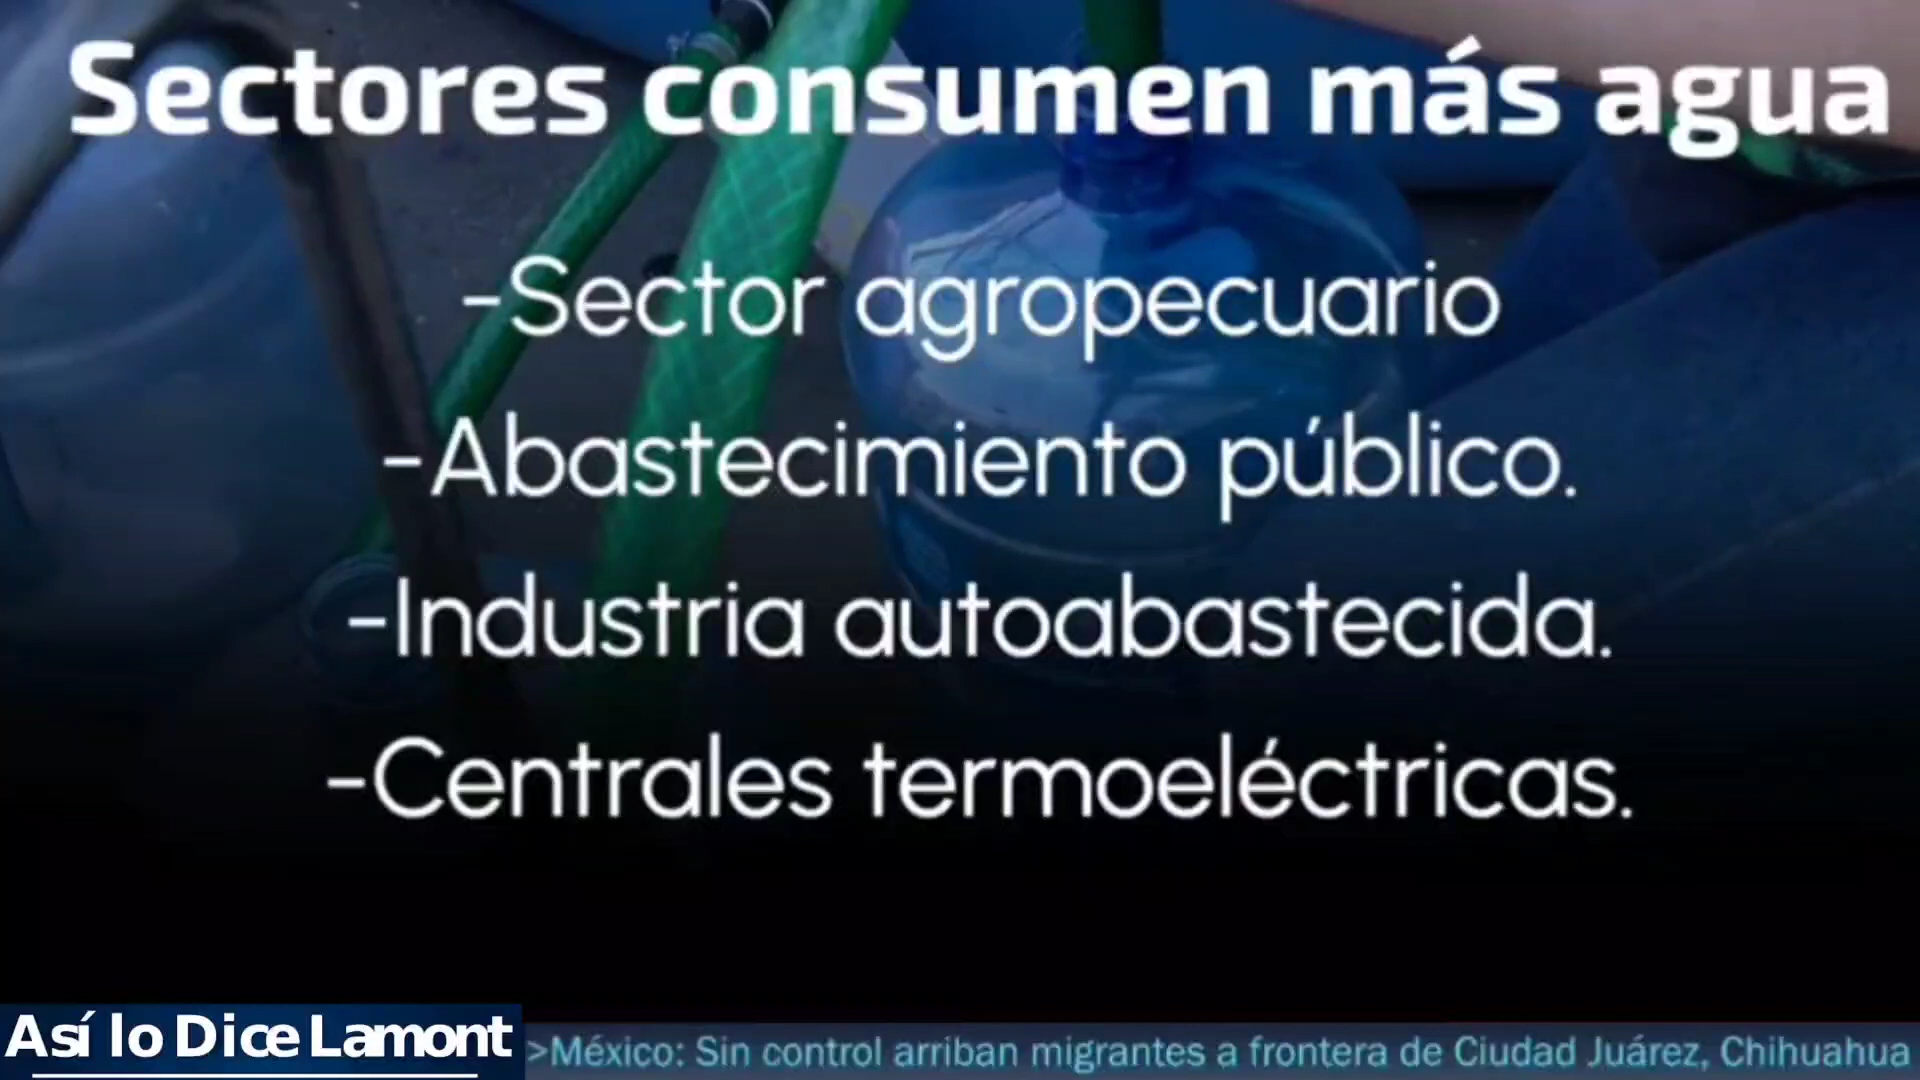 Sectores consumen más agua
-Sector agropecuario
-Abastecimiento público.
-Industria autoabastecida.
-Centrales termoeléctricas.
Así lo Dice Lamont
>México: Sin control arriban migrantes a frontera de Ciudad Juárez, Chihuahua